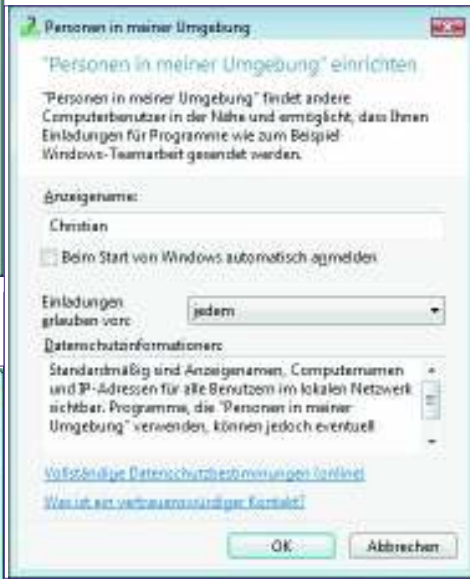 Personen in meiner Umgebung
"Personen in meiner Umgebung" einrichten
"Personen in meiner Umgebung" findet andere
Computerbenutzer in der Nähe und ermöglicht, dass Ihnen
Einladungen für Programme wie zum Beispiel
Windows-Teamarbeit gesendet werden.
Anzeigename:
Christian
Beim Start von Windows automatisch anmelden
Einladungen
erlauben von:
jedem
Datenschutzinformationen:
Standardmäßig sind Anzeigenamen, Computernamen
und IP-Adressen für alle Benutzern im lokalen Netzwerk
sichtbar. Programme, die "Personen in meiner
Umgebung" verwenden, können jedoch eventuell
Vollständige Datenschutzbestimmungen (online)
Was ist ein vertrauenswürdiger Kontakt?
OK
Abbrechen